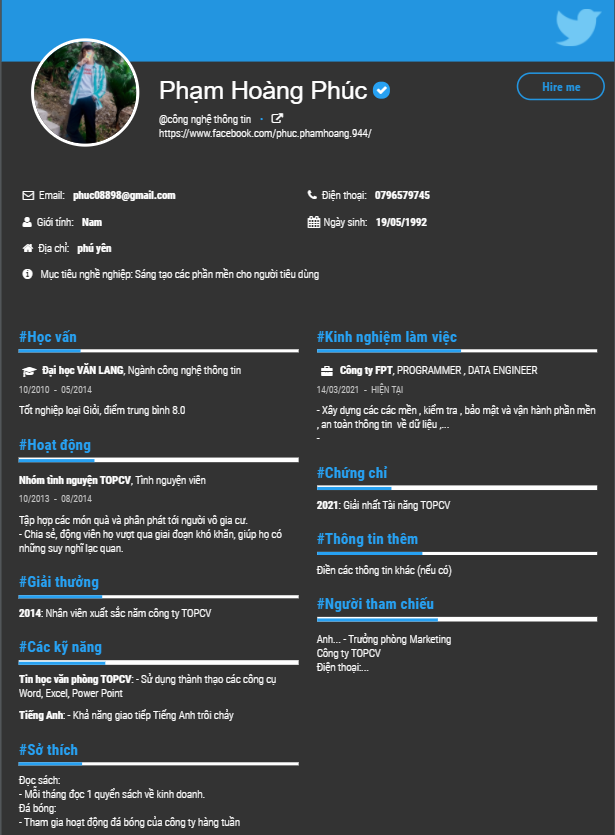 Hire me
Phạm Hoàng Phúc
@công nghệ thông tin
https://www.facebook.com/phuc.phamhoang.944/
Email: phuc08898@gmail.com
Điện thoại: 0796579745
Giới tính: Nam
Ngày sinh: 19/05/1992
Địa chỉ: phú yên
Mục tiêu nghề nghiệp: Sáng tạo các phần mền cho người tiêu dùng
#Học vấn
Đại học VĂN LANG, Ngành công nghệ thông tin
10/2010 - 05/2014
Tốt nghiệp loại Giỏi, điểm trung bình 8.0
#Hoạt động
Nhóm tình nguyện TOPCV, Tình nguyện viên
10/2013 - 08/2014
Tập hợp các món quà và phân phát tới người vô gia cư.
- Chia sẻ, động viên họ vượt qua giai đoạn khó khăn, giúp họ có
những suy nghĩ lạc quan.
#Giải thưởng
2014: Nhân viên xuất sắc năm công ty TOPCV
#Các kỹ năng
Tin học văn phòng TOPCV: - Sử dụng thành thạo các công cụ
Word, Excel, Power Point
Tiếng Anh: - Khả năng giao tiếp Tiếng Anh trôi chảy
#Sở thích
Đọc sách:
- Mỗi tháng đọc 1 quyển sách về kinh doanh.
Đá bóng:
- Tham gia hoạt động đá bóng của công ty hàng tuần
#Kinh nghiệm làm việc
Công ty FPT, PROGRAMMER , DATA ENGINEER
14/03/2021 - HIỆN TẠI
- Xây dựng các các mền , kiểm tra , bảo mật và vận hành phần mền
, an toàn thông tin về dữ liệu ,...
-
#Chứng chỉ
2021: Giải nhất Tài năng TOPCV
#Thông tin thêm
Điền các thông tin khác (nếu có)
#Người tham chiếu
Anh... - Trưởng phòng Marketing
Công ty TOPCV
Điện thoại:...